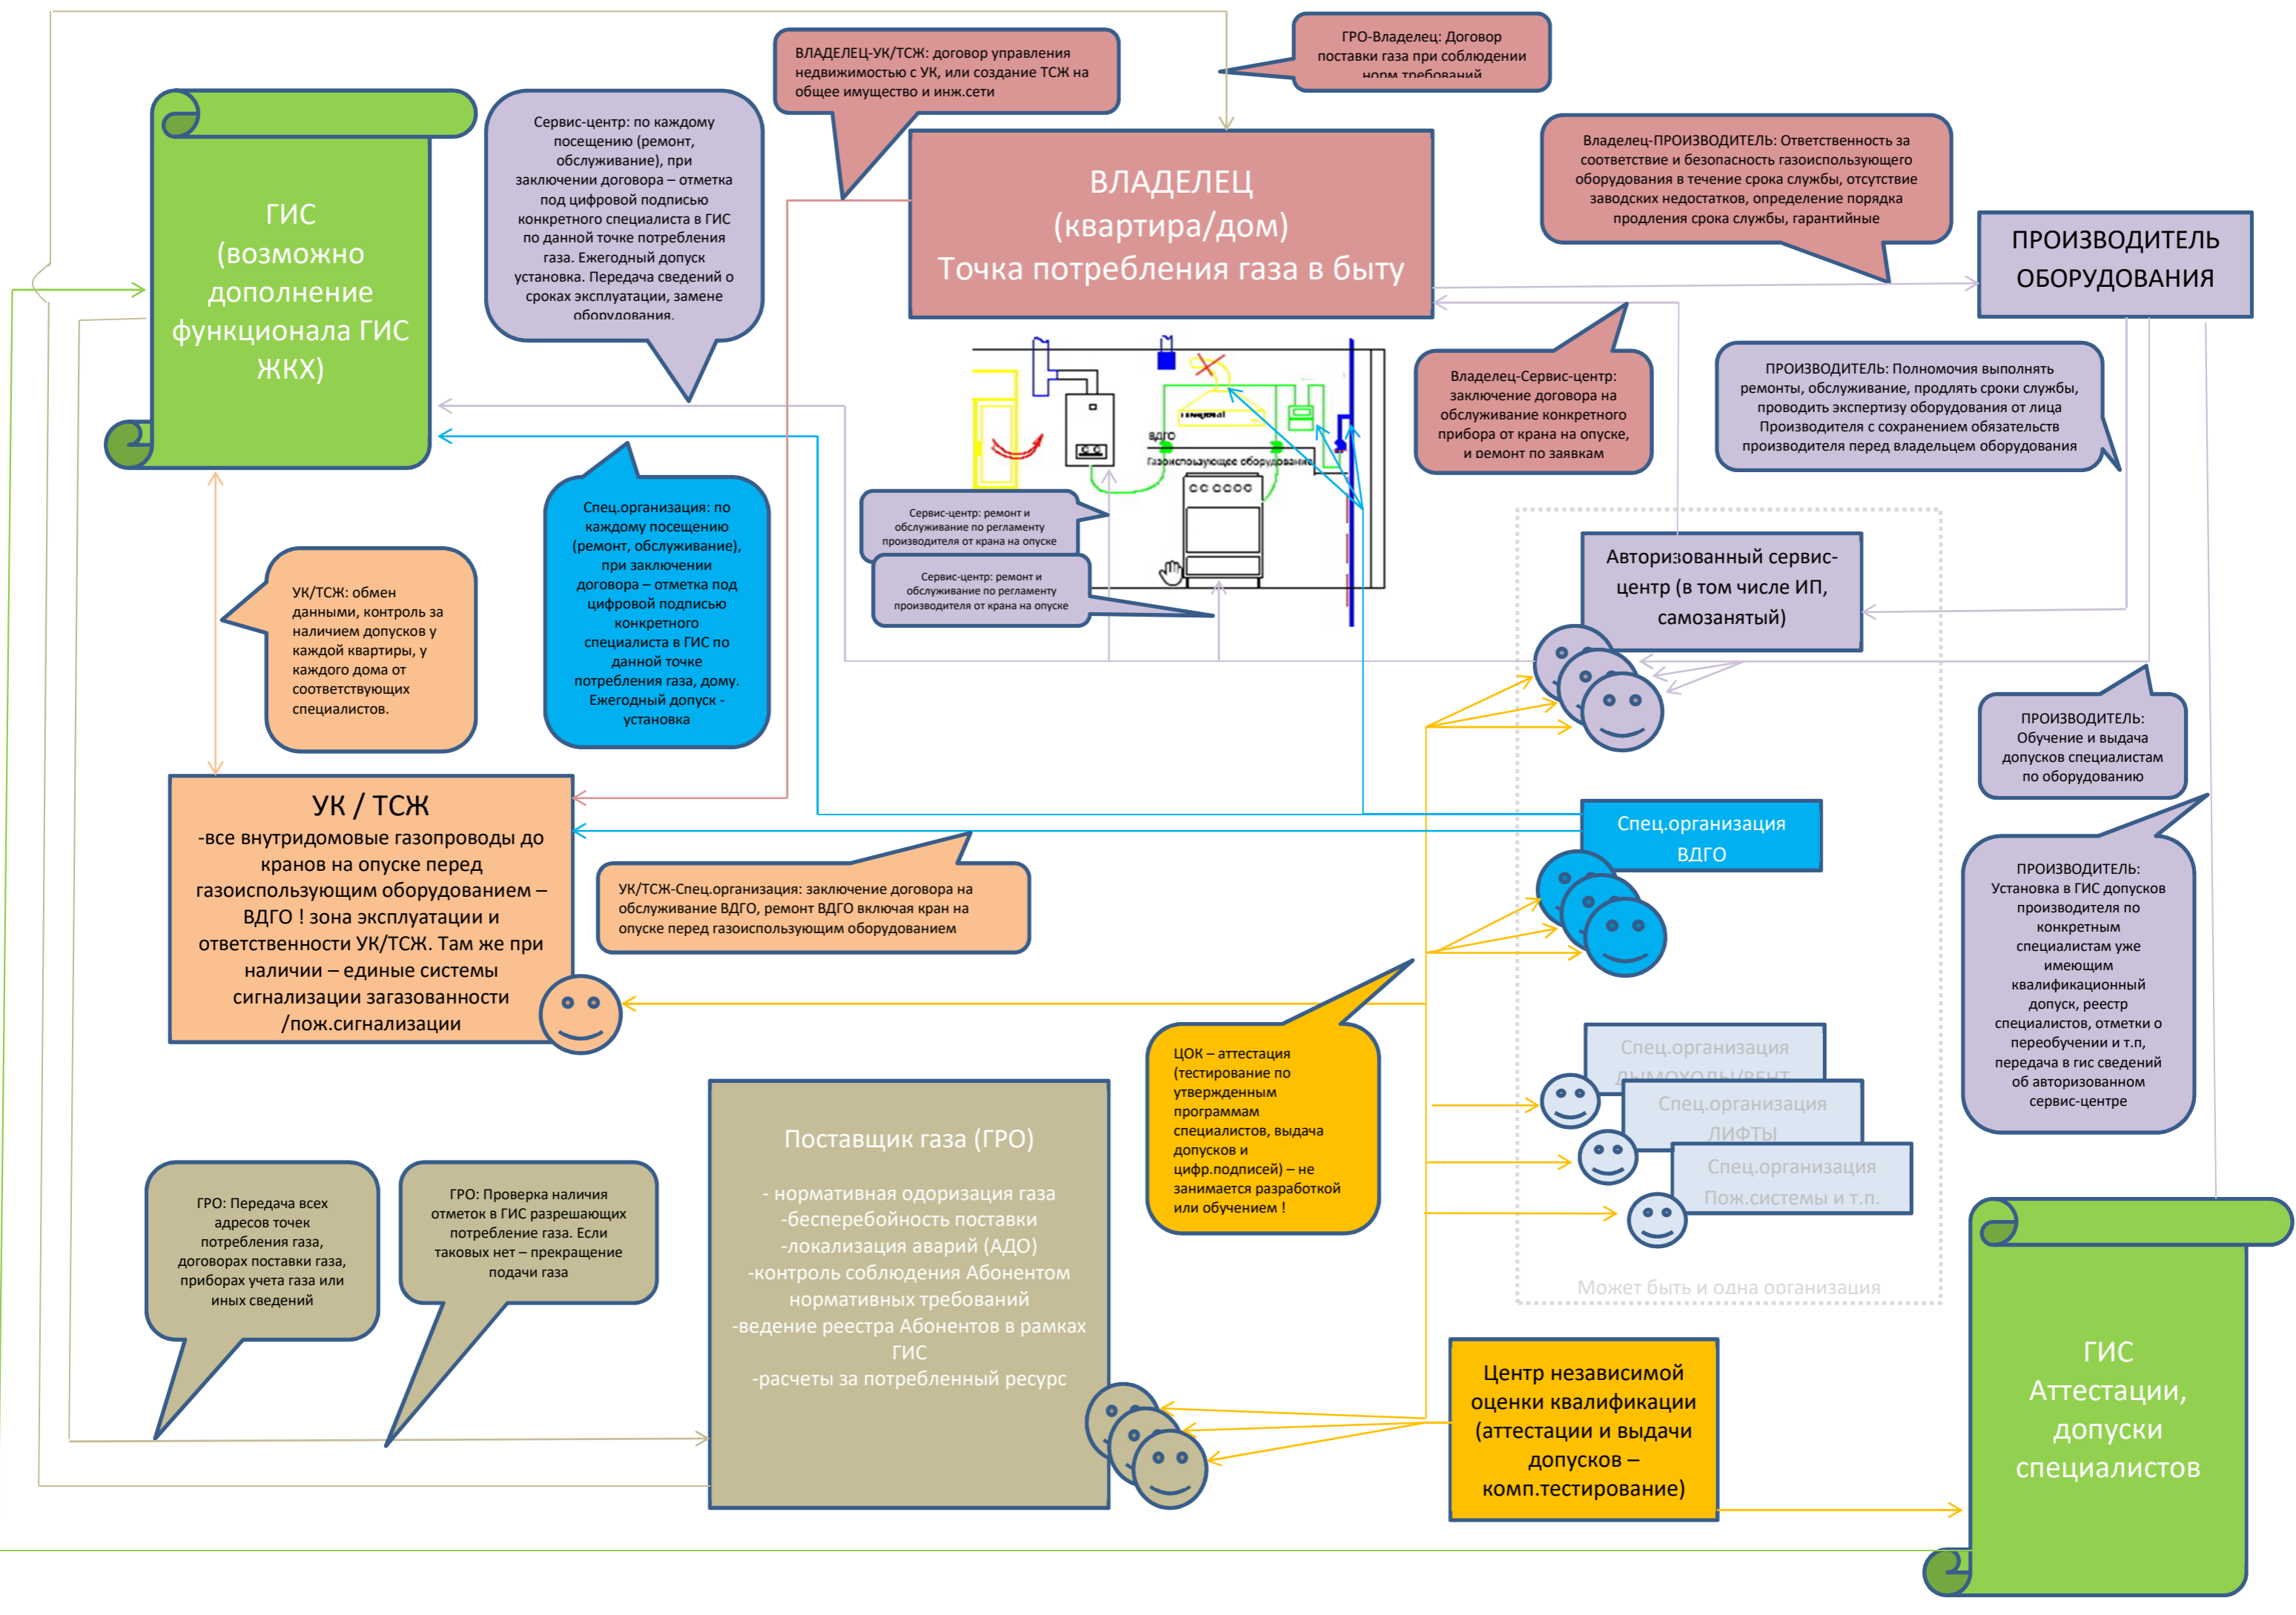 ВЛАДЕЛЕЦ-УК/ТСЖ: договор управления
недвижимостью с УК, или создание ТСЖ на
общее имущество и инж.сети
ГРО-Владелец: Договор
поставки газа при соблюдении
норм требований
ГИС
(возможно
дополнение
функционала ГИС
ЖКХ)
Сервис-центр: по каждому
посещению (ремонт,
обслуживание), при
заключении договора – отметка
под цифровой подписью
конкретного специалиста в ГИС
по данной точке потребления
газа. Ежегодный допуск
установка. Передача сведений о
сроках эксплуатации, замене
оборудования.
ВЛАДЕЛЕЦ
(квартира/дом)
Точка потребления газа в быту
Владелец-ПРОИЗВОДИТЕЛЬ: Ответственность за
соответствие и безопасность газоиспользующего
оборудования в течение срока службы, отсутствие
заводских недостатков, определение порядка
продления срока службы, гарантийные
ПРОИЗВОДИТЕЛЬ
ОБОРУДОВАНИЯ
Владелец-Сервис-центр:
заключение договора на
обслуживание конкретного
прибора от крана на опуске,
и ремонт по заявкам
ПРОИЗВОДИТЕЛЬ: Полномочия выполнять
ремонты, обслуживание, продлять сроки службы,
проводить экспертизу оборудования от лица
Производителя с сохранением обязательств
производителя перед владельцем оборудования
ВДГО
Газоиспользующее оборудование
Сервис-центр: ремонт и
обслуживание по регламенту
производителя от крана на опуске
Сервис-центр: ремонт и
обслуживание по регламенту
производителя от крана на опуске
Спец.организация: по
каждому посещению
(ремонт, обслуживание),
при заключении
договора – отметка под
цифровой подписью
конкретного
специалиста в ГИС по
данной точке
потребления газа, дому.
Ежегодный допуск -
установка
УК/ТСЖ: обмен
данными, контроль за
наличием допусков у
каждой квартиры, у
каждого дома от
соответствующих
специалистов.
Авторизованный сервис-
центр (в том числе ИП,
самозанятый)
ПРОИЗВОДИТЕЛЬ:
Обучение и выдача
допусков специалистам
по оборудованию
УК / ТСЖ
-все внутридомовые газопроводы до
кранов на опуске перед
газоиспользующим оборудованием –
ВДГО ! зона эксплуатации и
ответственности УК/ТСЖ. Там же при
наличии – единые системы
сигнализации загазованности
/пож.сигнализации
УК/ТСЖ-Спец.организация: заключение договора на
обслуживание ВДГО, ремонт ВДГО включая кран на
опуске перед газоиспользующим оборудованием
Спец.организация
ВДГО
ПРОИЗВОДИТЕЛЬ:
Установка в ГИС допусков
производителя по
конкретным
специалистам уже
имеющим
квалификационный
допуск, реестр
специалистов, отметки о
переобучении и т.п,
передача в гис сведений
об авторизованном
сервис-центре
ЦОК – аттестация
(тестирование по
утвержденным
программам
специалистов, выдача
допусков и
цифр.подписей) – не
занимается разработкой
или обучением !
Спец.организация
ДЫМОХОДЫ/ВЕНТ
Спец.организация
ЛИФТЫ
Спец.организация
Пож.системы и т.п.
Может быть и одна организация
Поставщик газа (ГРО)
- нормативная одоризация газа
-бесперебойность поставки
-локализация аварий (АДО)
-контроль соблюдения Абонентом
нормативных требований
-ведение реестра Абонентов в рамках
ГИС
-расчеты за потребленный ресурс
ГРО: Передача всех
адресов точек
потребления газа,
договорах поставки газа,
приборах учета газа или
иных сведений
ГРО: Проверка наличия
отметок в ГИС разрешающих
потребление газа. Если
таковых нет – прекращение
подачи газа
Центр независимой
оценки квалификации
(аттестации и выдачи
допусков –
комп.тестирование)
ГИС
Аттестации,
допуски
специалистов